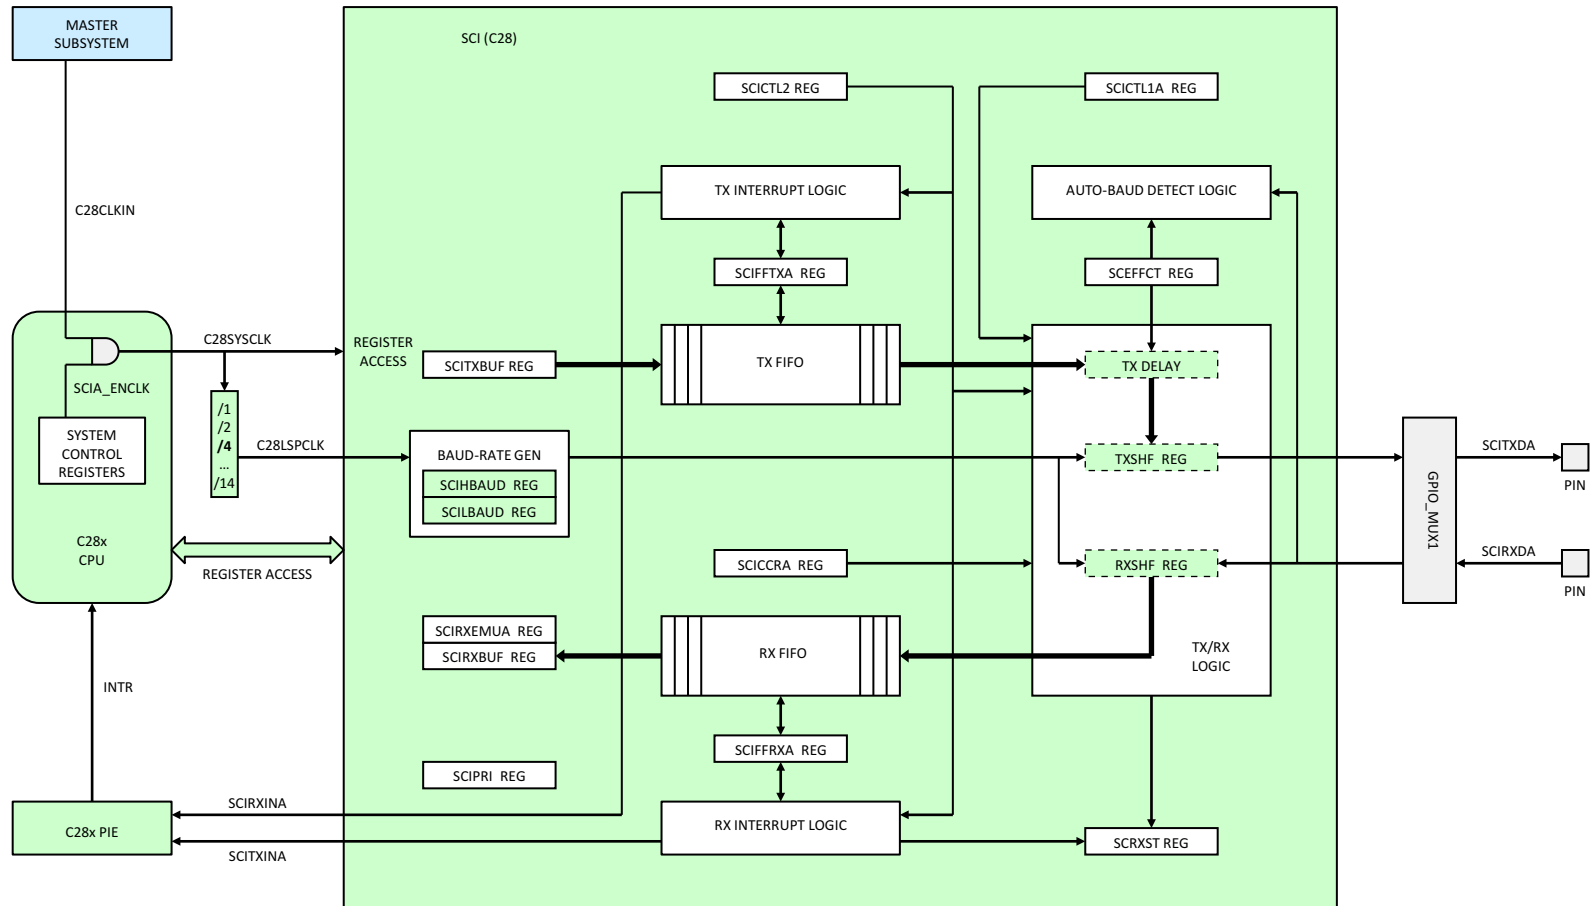 MASTER
SUBSYSTEM
SCI (C28)
SCICTL2 REG
SCICTL1A REG
TX INTERRUPT LOGIC
AUTO-BAUD DETECT LOGIC
C28CLKIN
SCIFFTXA REG
SCEFFCT REG
C28SYSCLK
REGISTER
ACCESS
SCITXBUF REG
TX FIFO
TX DELAY
SCIA_ENCLK
/1
/2
/4
...
/14
SYSTEM
CONTROL
REGISTERS
C28LSPCLK
BAUD-RATE GEN
SCIHBAUD REG
SCILBAUD REG
TXSHF REG
SCITXDA
PIN
GPIO_MUX1
C28x
CPU
REGISTER ACCESS
SCICCRA REG
RXSHF REG
SCIRXDA
PIN
SCIRXEMUA REG
SCIRXBUF REG
RX FIFO
TX/RX
LOGIC
INTR
SCIFFRXA REG
SCIPRI REG
SCIRXINA
C28x PIE
RX INTERRUPT LOGIC
SCRXST REG
SCITXINA